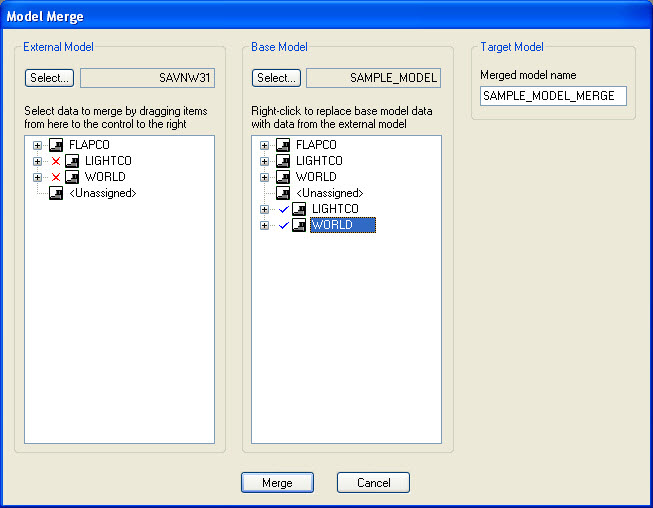 Model Merge
External Model
Select...
SAVNW31
Select data to merge by dragging items
from here to the control to the right
FLAPCO
LIGHTCO
WORLD
<Unassigned>
Base Model
Select...
SAMPLE_MODEL
Right-click to replace base model data
with data from the external model
FLAPCO
LIGHTCO
WORLD
<Unassigned>
LIGHTCO
WORLD
Target Model
Merged model name
SAMPLE_MODEL_MERGE
Merge
Cancel